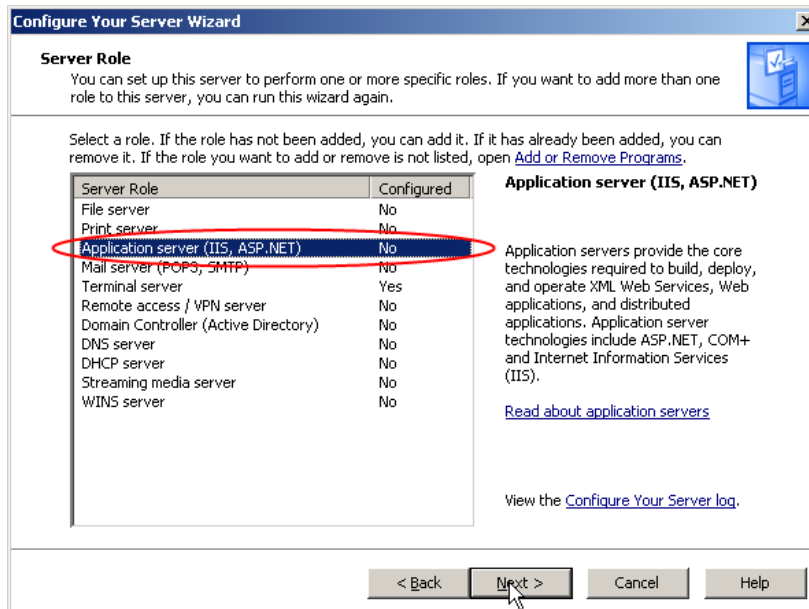 Configure Your Server Wizard
Server Role
You can set up this server to perform one or more specific roles. If you want to add more than one
role to this server, you can run this wizard again.
Select a role. If the role has not been added, you can add it. If it has already been added, you can
remove it. If the role you want to add or remove is not listed, open Add or Remove Programs.
Server Role Configured
File server No
Print server No
Application server (IIS, ASP.NET) No
Mail server (POP3, SMTP) No
Terminal server Yes
Remote access / VPN server No
Domain Controller (Active Directory) No
DNS server No
DHCP server No
Streaming media server No
WINS server No
Application server (IIS, ASP.NET)
Application servers provide the core
technologies required to build, deploy,
and operate XML Web Services, Web
applications, and distributed
applications. Application server
technologies include ASP.NET, COM+
and Internet Information Services
(IIS).
Read about application servers
View the Configure Your Server log.
< Back Next > Cancel Help